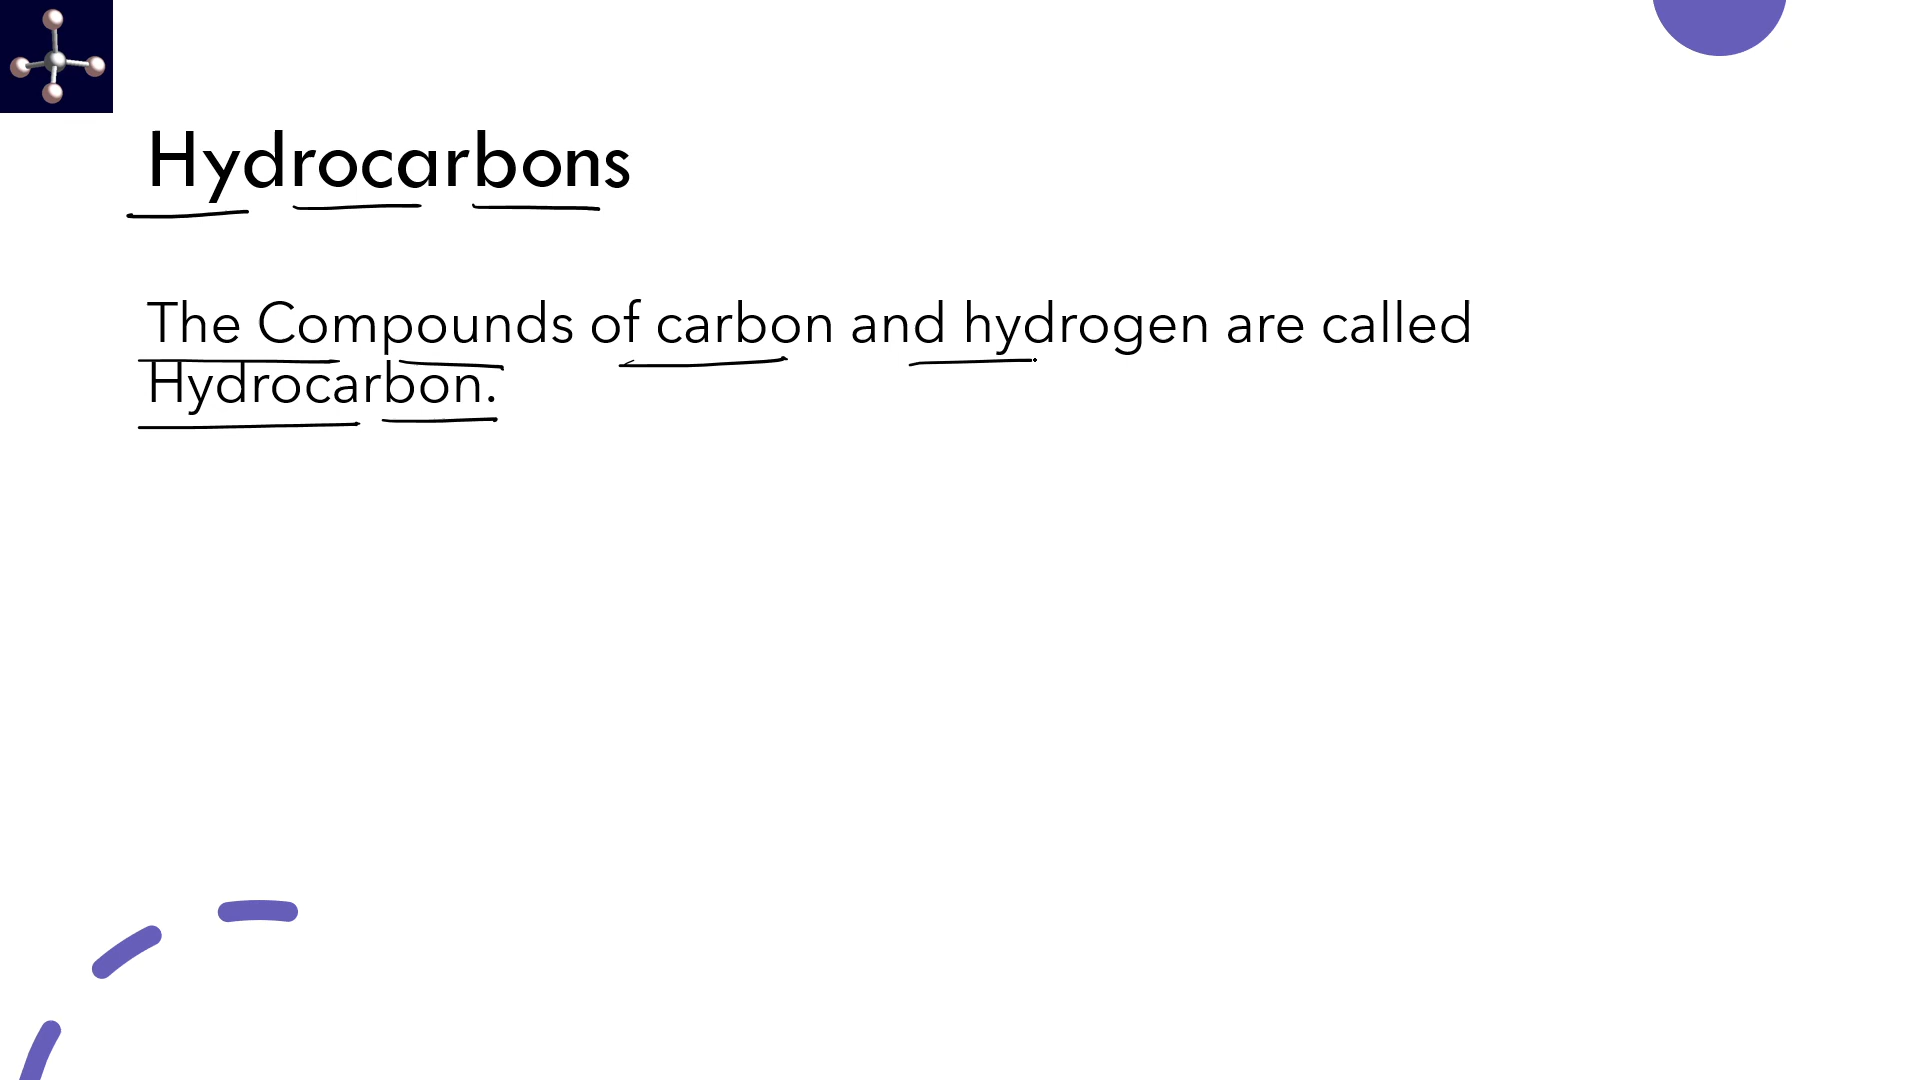 Hydrocarbons
The Compounds of carbon and hydrogen are called
Hydrocarbon.